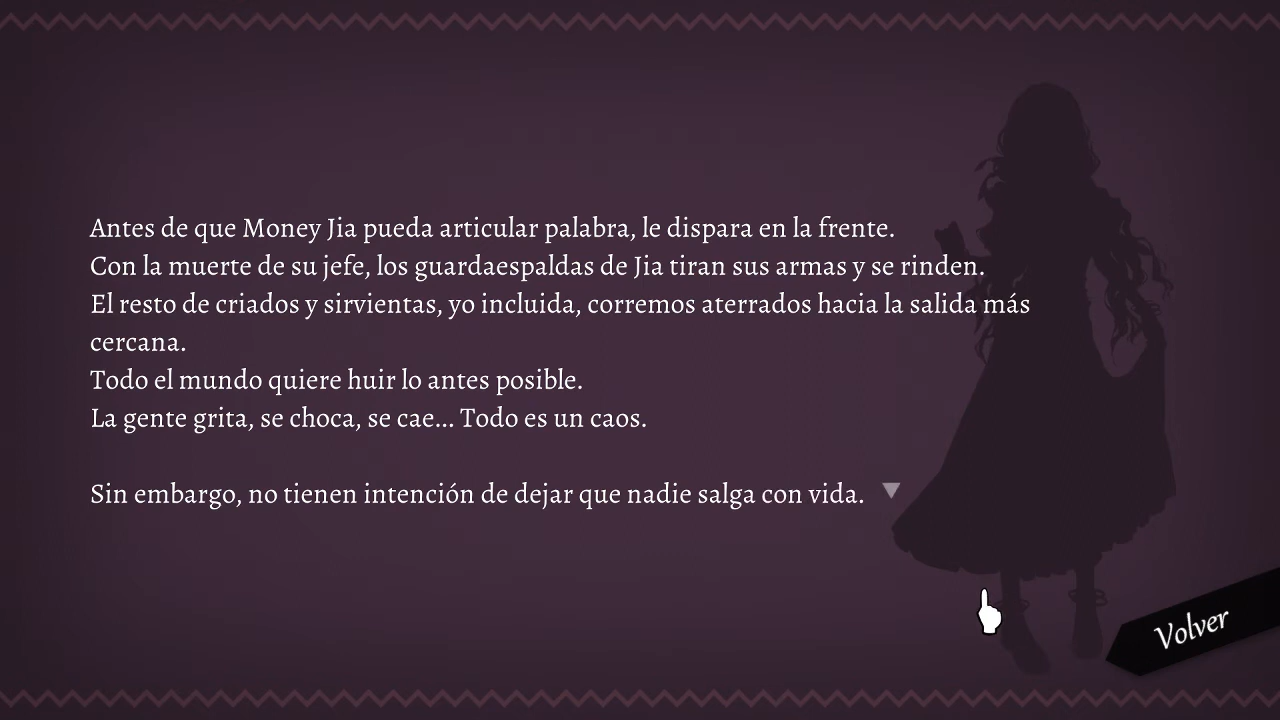 Antes de que Money Jia pueda articular palabra, le dispara en la frente.
Con la muerte de su jefe, los guardaespaldas de Jia tiran sus armas y se rinden.
El resto de criados y sirvientas, yo incluida, corremos aterrados hacia la salida más
cercana.
Todo el mundo quiere huir lo antes posible.
La gente grita, se choca, se cae... Todo es un caos.
Sin embargo, no tienen intención de dejar que nadie salga con vida.
Volver